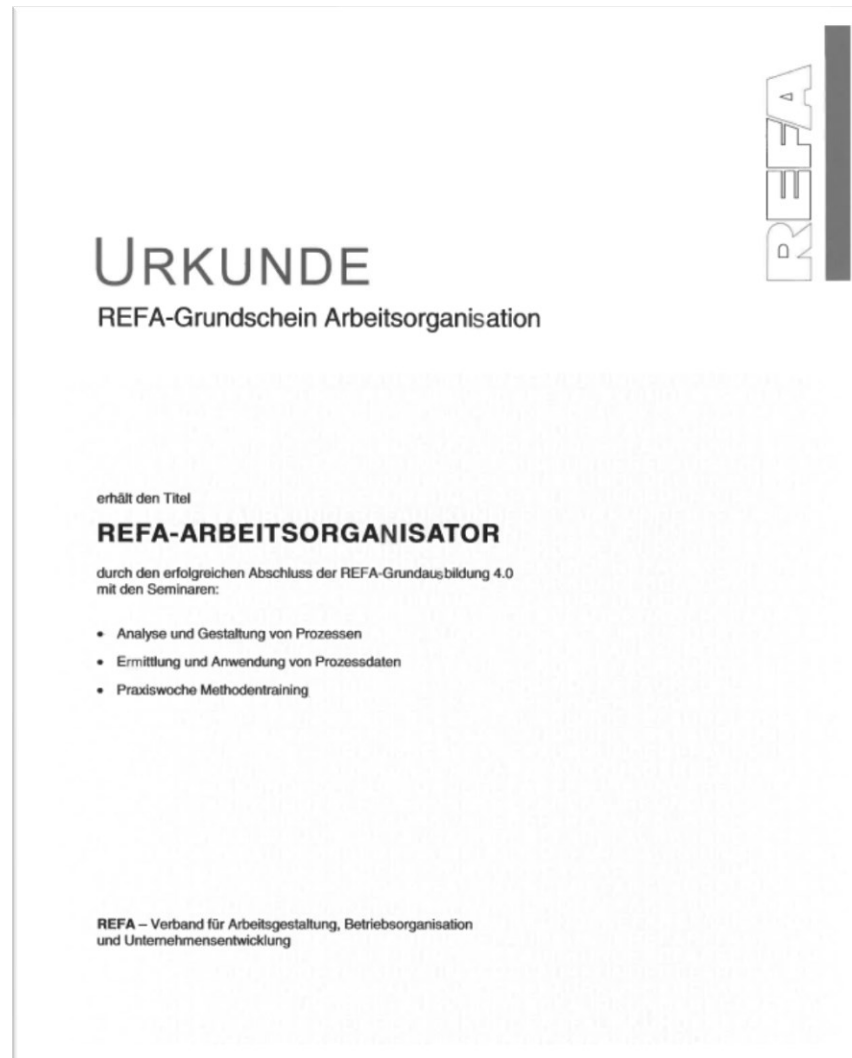 REFA
URKUNDE
REFA-Grundschein Arbeitsorganisation
erhält den Titel
REFA-ARBEITSORGANISATOR
durch den erfolgreichen Abschluss der REFA-Grundausbildung 4.0
mit den Seminaren:
• Analyse und Gestaltung von Prozessen
• Ermittlung und Anwendung von Prozessdaten
• Praxiswoche Methodentraining
REFA – Verband für Arbeitsgestaltung, Betriebsorganisation
und Unternehmensentwicklung